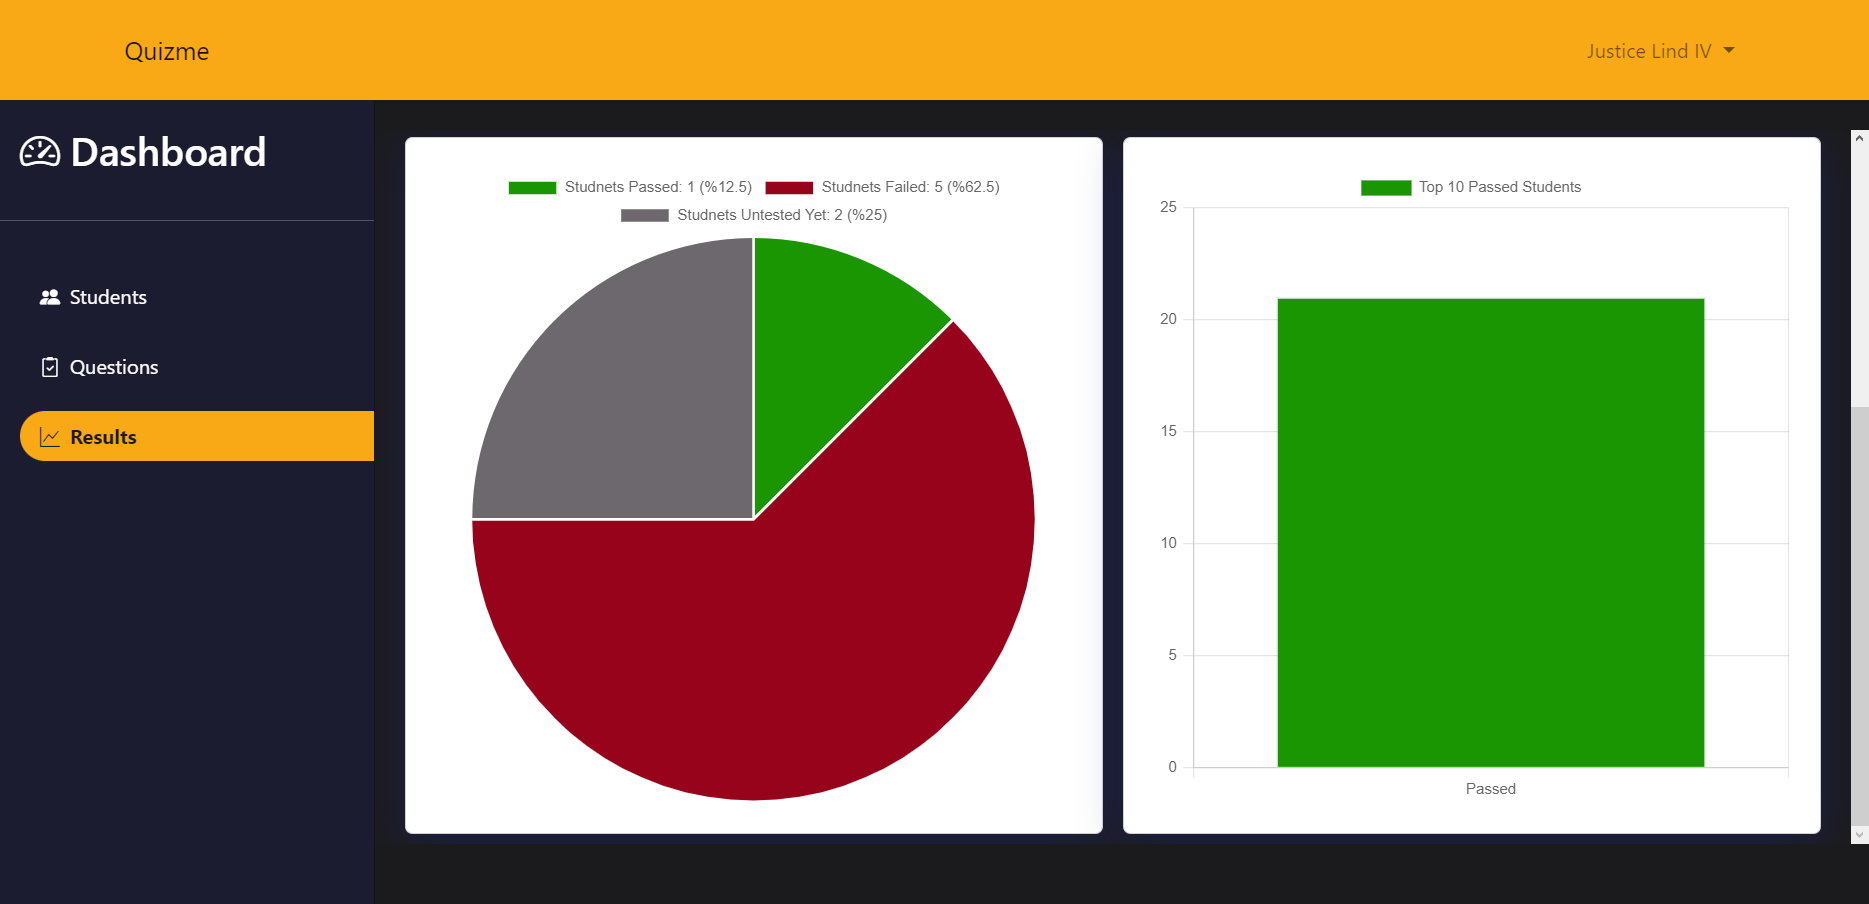 Quizme
Justice Lind IV
Dashboard
Students
Questions
Results
Studnets Passed: 1 (%12.5) Studnets Failed: 5 (%62.5)
Studnets Untested Yet: 2 (%25)
Top 10 Passed Students
25
20
15
10
5
0
Passed